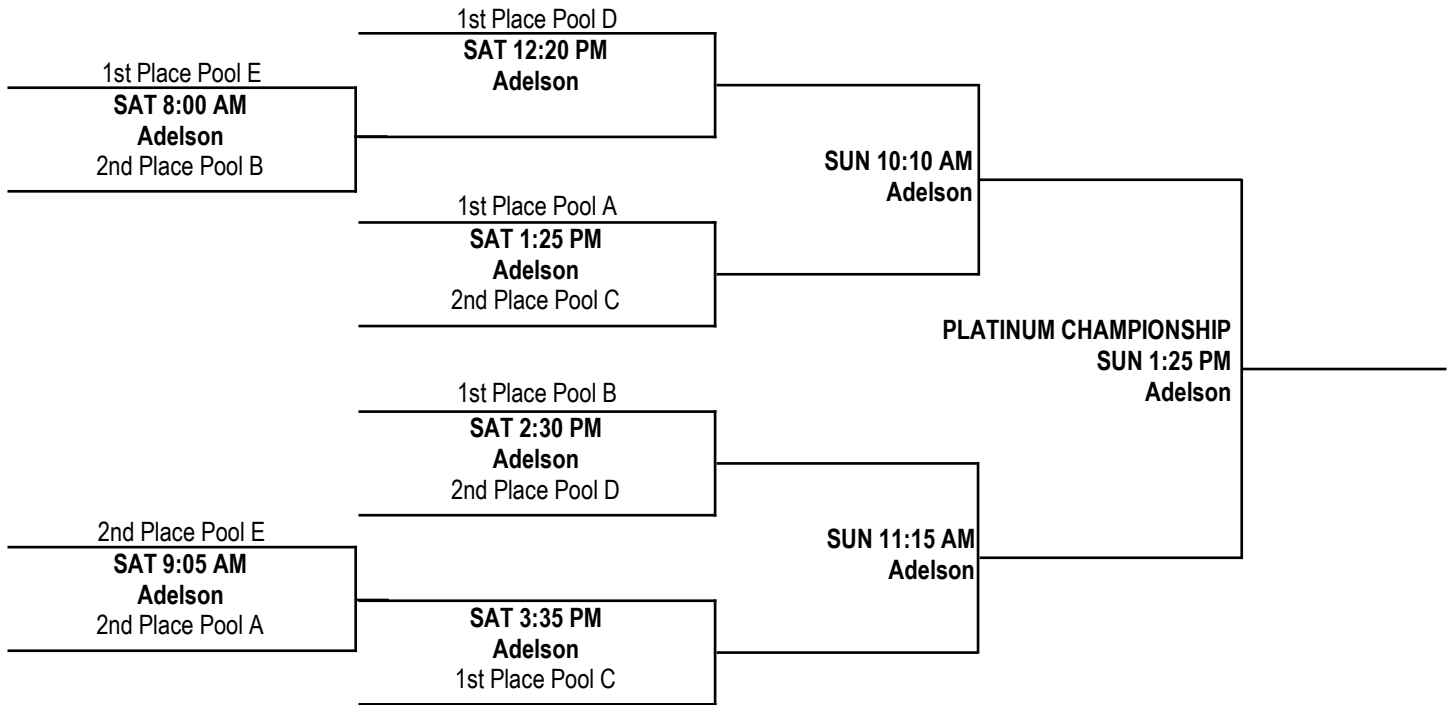 1st Place Pool D
SAT 12:20 PM
Adelson
1st Place Pool E
SAT 8:00 AM
Adelson
2nd Place Pool B
SUN 10:10 AM
Adelson
1st Place Pool A
SAT 1:25 PM
Adelson
2nd Place Pool C
PLATINUM CHAMPIONSHIP
SUN 1:25 PM
Adelson
1st Place Pool B
SAT 2:30 PM
Adelson
2nd Place Pool D
2nd Place Pool E
SAT 9:05 AM
Adelson
2nd Place Pool A
SUN 11:15 AM
Adelson
SAT 3:35 PM
Adelson
1st Place Pool C